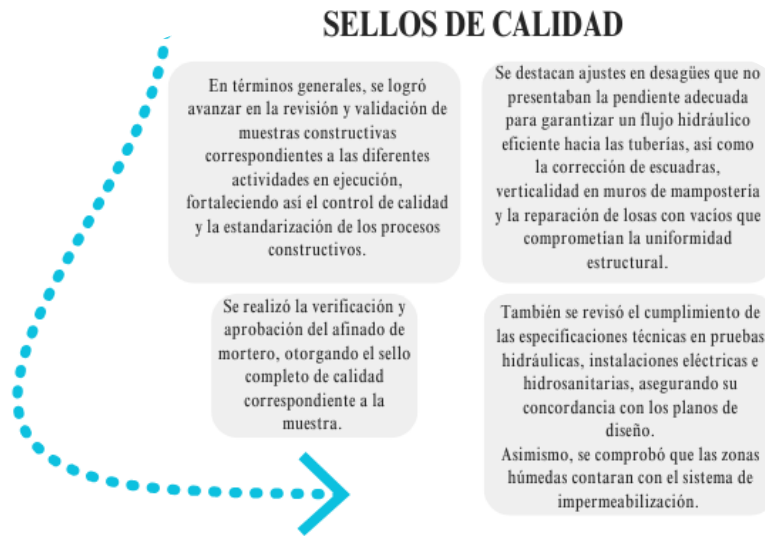 SELLOS DE CALIDAD
En términos generales, se logró
avanzar en la revisión y validación de
muestras constructivas
correspondientes a las diferentes
actividades en ejecución,
fortaleciendo así el control de calidad
y la estandarización de los procesos
constructivos.
Se destacan ajustes en desagües que no
presentaban la pendiente adecuada
para garantizar un flujo hidráulico
eficiente hacia las tuberías, así como
la corrección de escuadras,
verticalidad en muros de mampostería
y la reparación de losas con vacíos que
comprometían la uniformidad
estructural.
Se realizó la verificación y
aprobación del afinado de
mortero, otorgando el sello
completo de calidad
correspondiente a la
muestra.
También se revisó el cumplimiento de
las especificaciones técnicas en pruebas
hidráulicas, instalaciones eléctricas e
hidrosanitarias, asegurando su
concordancia con los planos de
diseño.
Asimismo, se comprobó que las zonas
húmedas contaran con el sistema de
impermeabilización.